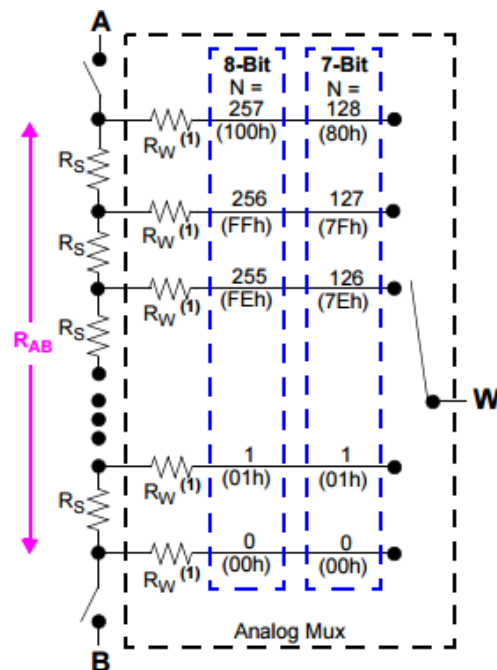 A
8-Bit
N =
7-Bit
N =
257
(100h)
128
(80h)
RW (1)
RS
256
(FFh)
127
(7Fh)
RW (1)
RS
255
(FEh)
126
(7Eh)
RW (1)
RS
RAB
W
1
(01h)
1
(01h)
RW (1)
RS
0
(00h)
0
(00h)
RW (1)
Analog Mux
B